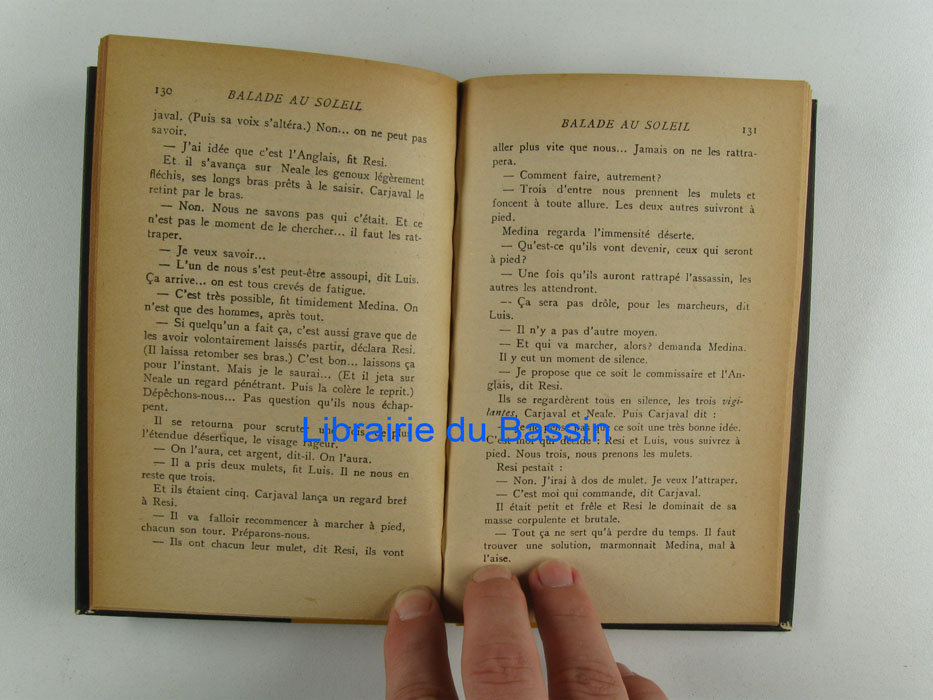 130
BALADE AU SOLEIL
javal. (Puis sa voix s'altéra.) Non... on ne peut pas
savoir.
— J'ai idée que c'est l'Anglais, fit Resi.
Et il s'avança sur Neale les genoux légèrement
fléchis, ses longs bras prêts à le saisir. Carjaval le
retint par le bras.
— Non. Nous ne savons pas qui c'était. Et ce
n'est pas le moment de le chercher... il faut les rat-
traper.
— Je veux savoir...
— L'un de nous s'est peut-être assoupi, dit Luis.
Ça arrive... on est tous crevés de fatigue.
— C'est très possible, fit timidement Medina. On
n'est que des hommes, après tout.
— Si quelqu'un a fait ça, c'est aussi grave que de
les avoir volontairement laissés partir, déclara Resi.
(Il laissa retomber ses bras.) C'est bon... laissons ça
pour l'instant. Mais je le saurai... (Et il jeta sur
Neale un regard pénétrant. Puis la colère le reprit.)
Dépêchons-nous... Pas question qu'ils nous échap-
pent.
Il se retourna pour scruter une fois de plus
l'étendue désertique, le visage rageur.
— On l'aura, cet argent, dit-il. On l'aura.
— Il a pris deux mulets, fit Luis. Il ne nous en
reste que trois.
Et ils étaient cinq. Carjaval lança un regard bref
à Resi.
— Il va falloir recommencer à marcher à pied,
chacun son tour. Préparons-nous.
— Ils ont chacun leur mulet, dit Resi, ils vont
BALADE AU SOLEIL
131
aller plus vite que nous... Jamais on ne les rattra-
pera.
— Comment faire, autrement?
— Trois d'entre nous prennent les mulets et
foncent à toute allure. Les deux autres suivront à
pied.
Medina regarda l'immensité déserte.
— Qu'est-ce qu'ils vont devenir, ceux qui seront
à pied?
— Une fois qu'ils auront rattrapé l'assassin, les
autres les attendront.
— Ça sera pas drôle, pour les marcheurs, dit
Luis.
— Il n'y a pas d'autre moyen.
— Et qui va marcher, alors? demanda Medina.
Il y eut un moment de silence.
— Je propose que ce soit le commissaire et l'An-
glais, dit Resi.
Ils se regardèrent tous en silence, les trois vigi-
lantes, Carjaval et Neale. Puis Carjaval dit :
— Je ne pense pas que ce soit une très bonne idée.
C'est moi qui décide : Resi et Luis, vous suivrez à
pied. Nous trois, nous prenons les mulets.
Resi pestait :
— Non. J'irai à dos de mulet. Je veux l'attraper.
— C'est moi qui commande, dit Carjaval.
Il était petit et frêle et Resi le dominait de sa
masse corpulente et brutale.
— Tout ça ne sert qu'à perdre du temps. Il faut
trouver une solution, marmonnait Medina, mal à
l'aise.
Librairie du Bassin